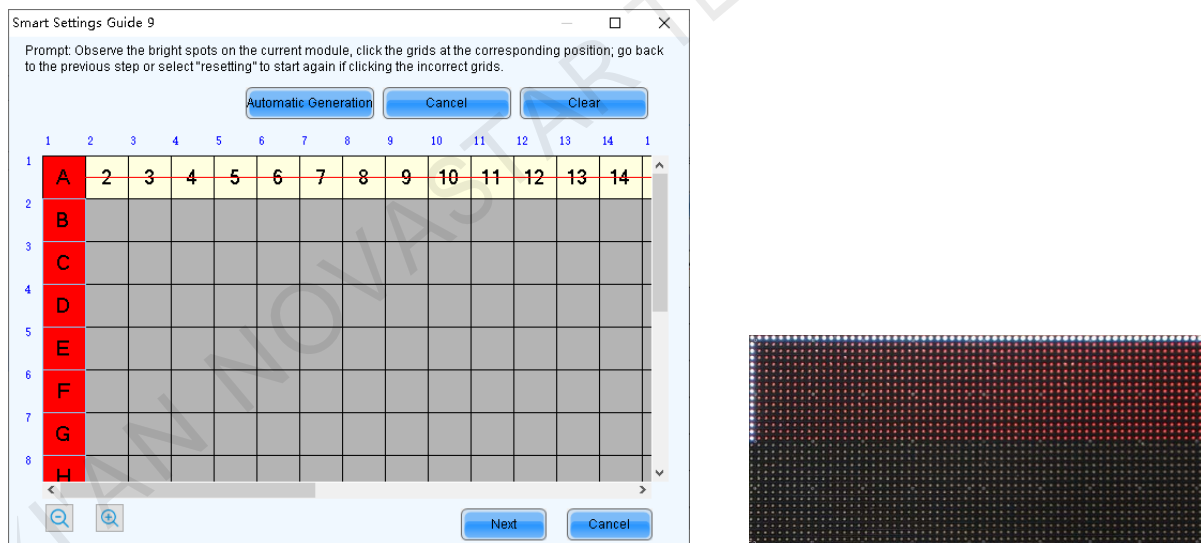 Smart Settings Guide 9
Prompt: Observe the bright spots on the current module, click the grids at the corresponding position; go back
to the previous step or select "resetting" to start again if clicking the incorrect grids.
Automatic Generation Cancel Clear
1 2 3 4 5 6 7 8 9 10 11 12 13 14 1
1 A 2 3 4 5 6 7 8 9 10 11 12 13 14
2 B
3 C
4 D
5 E
6 F
7 G
8 H
Next Cancel
XI'AN NOVASTAR TE